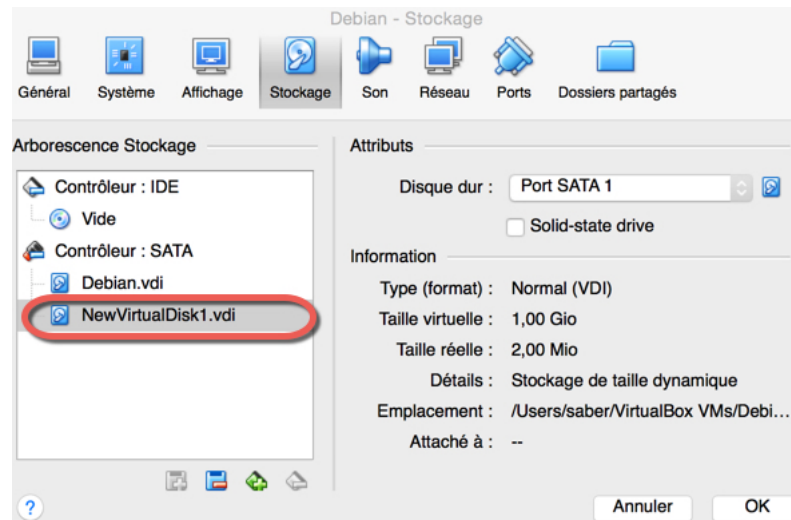 Debian - Stockage
Général Système Affichage Stockage Son Réseau Ports Dossiers partagés
Arborescence Stockage
Contrôleur : IDE
Vide
Contrôleur : SATA
Debian.vdi
NewVirtualDisk1.vdi
Attributs
Disque dur : Port SATA 1
Solid-state drive
Information
Type (format) : Normal (VDI)
Taille virtuelle : 1,00 Gio
Taille réelle : 2,00 Mio
Détails : Stockage de taille dynamique
Emplacement : /Users/saber/VirtualBox VMs/Debi...
Attaché à : --
?
Annuler OK